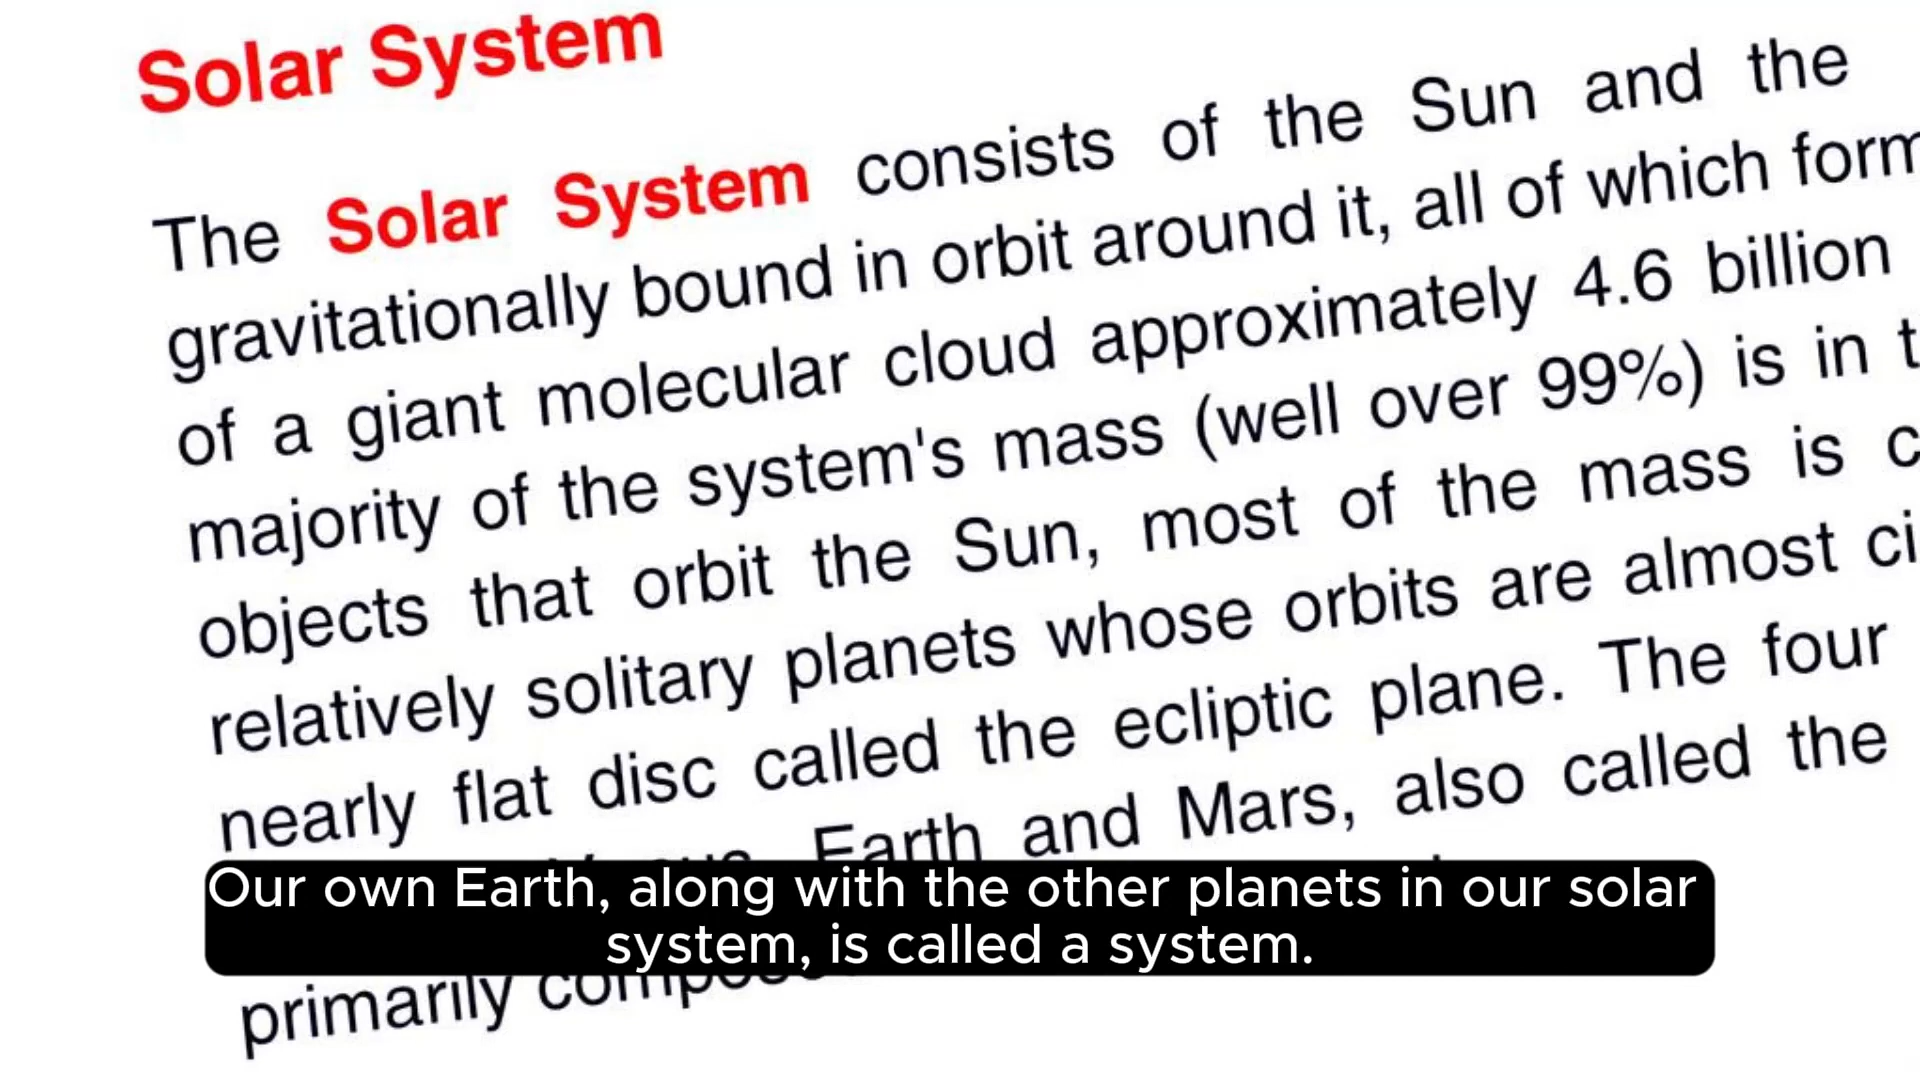 Solar System
The Solar System consists of the Sun and the
gravitationally bound in orbit around it, all of which form
of a giant molecular cloud approximately 4.6 billion
majority of the system's mass (well over 99%) is in t
objects that orbit the Sun, most of the mass is c
relatively solitary planets whose orbits are almost ci
nearly flat disc called the ecliptic plane. The four
Earth and Mars, also called the
primarily
Our own Earth, along with the other planets in our solar
system, is called a system.